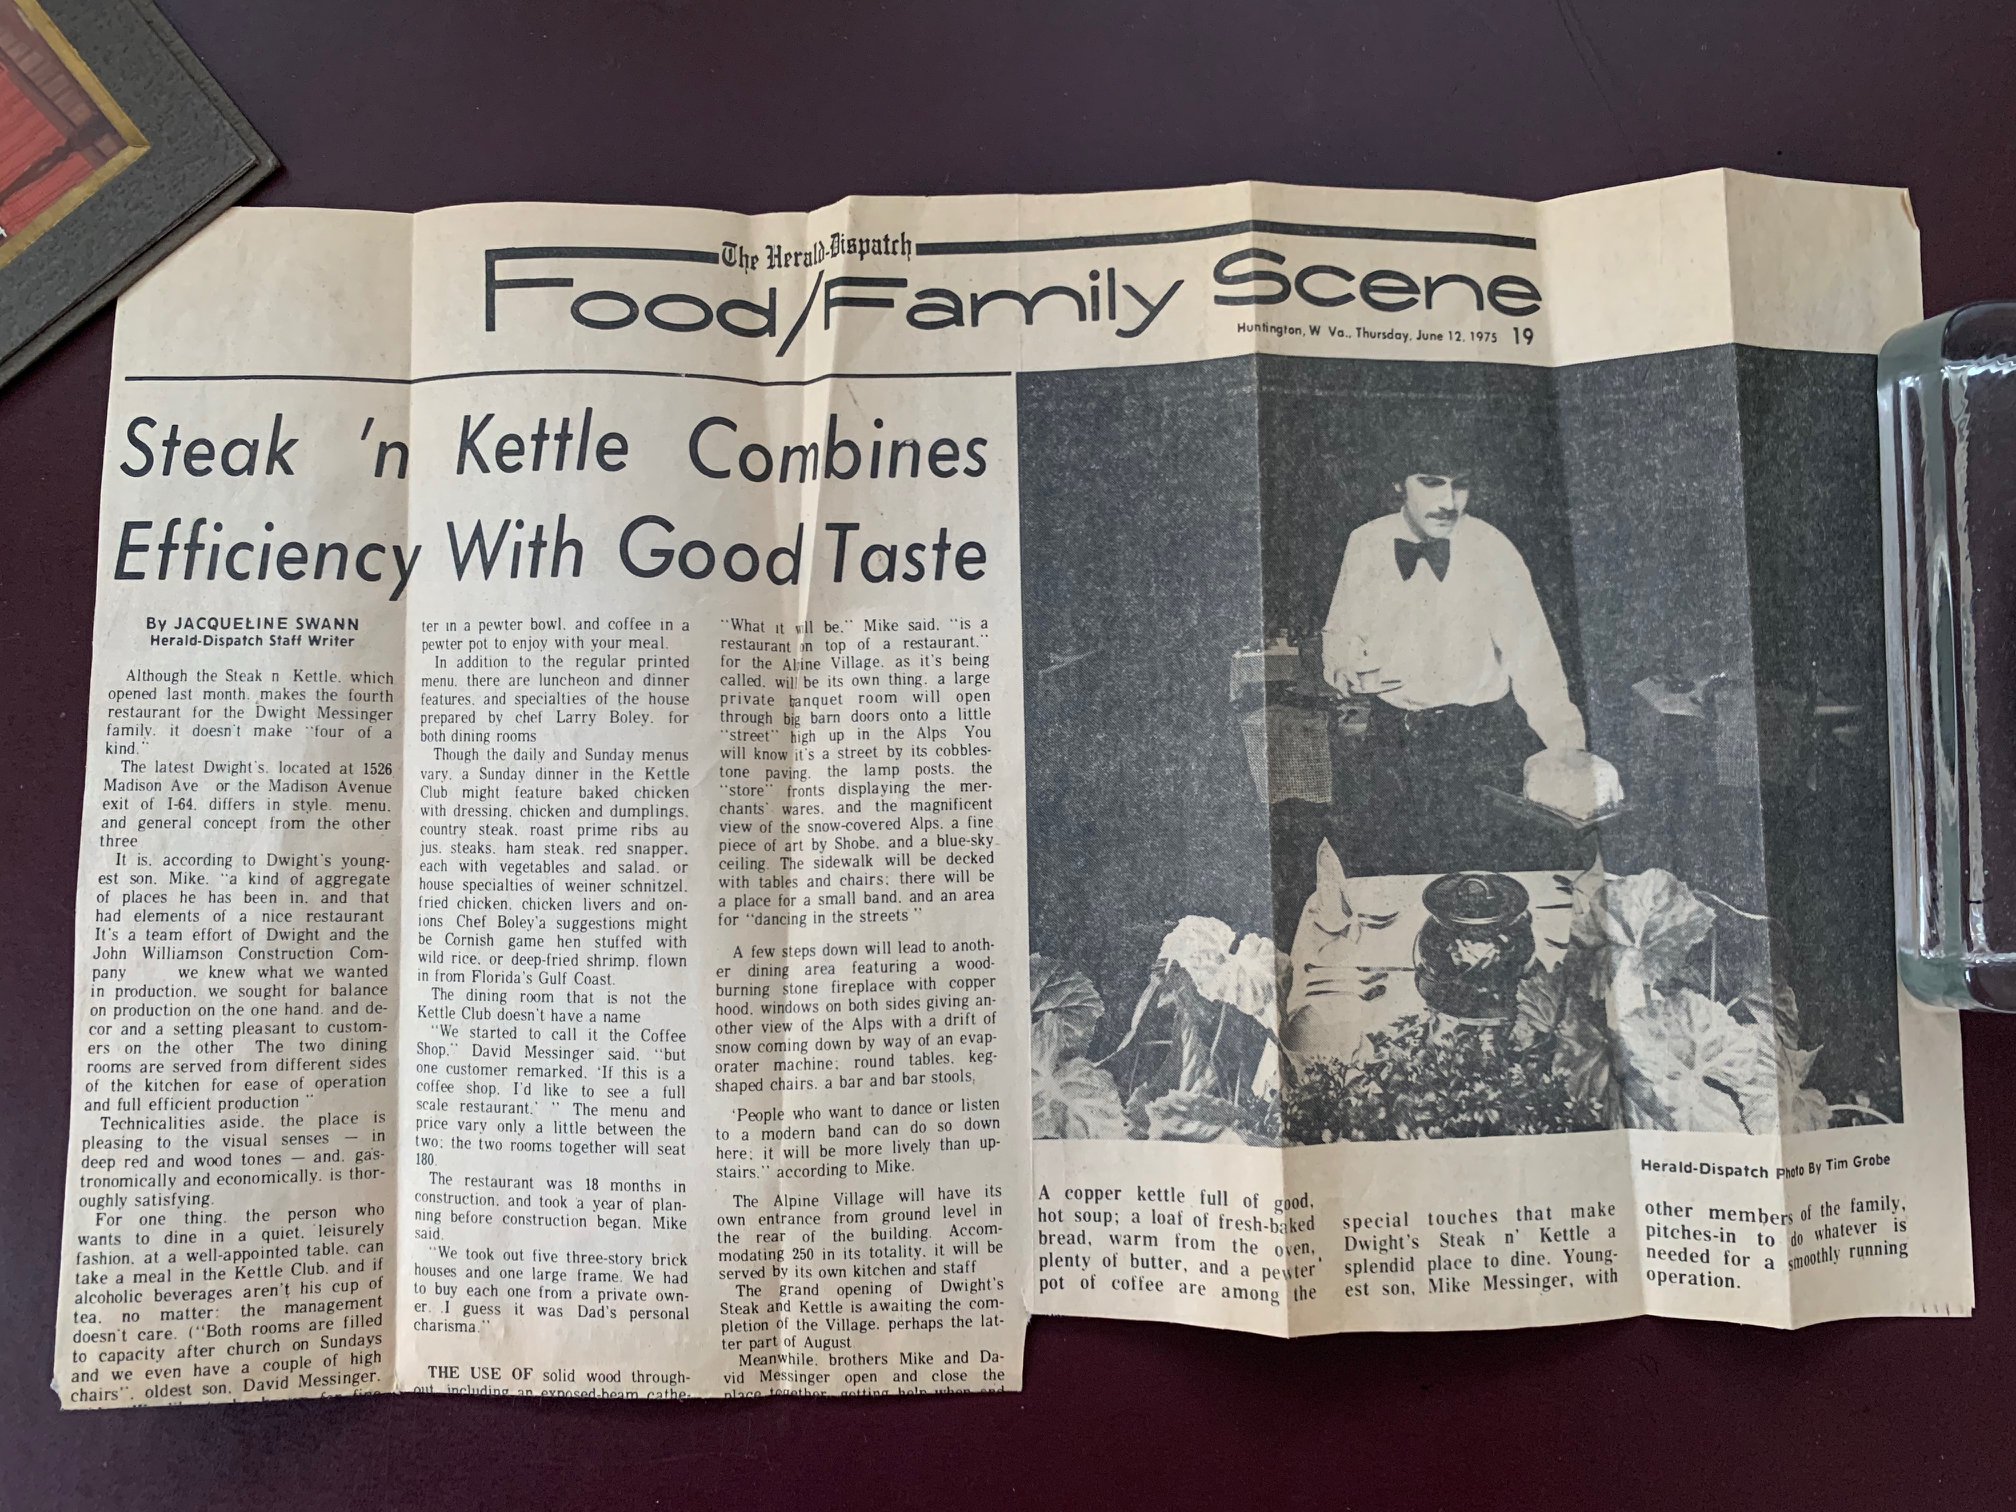 The Herald-Dispatch
Food/Family Scene
Huntington, W Va., Thursday, June 12, 1975 19
Steak 'n Kettle Combines
Efficiency With Good Taste
By JACQUELINE SWANN
Herald-Dispatch Staff Writer
Although the Steak n Kettle, which
opened last month, makes the fourth
restaurant for the Dwight Messinger
family, it doesn't make "four of a
kind."
The latest Dwight's, located at 1526
Madison Ave or the Madison Avenue
exit of I-64, differs in style, menu,
and general concept from the other
three
It is, according to Dwight's young-
est son, Mike, "a kind of aggregate
of places he has been in, and that
had elements of a nice restaurant
It's a team effort of Dwight and the
John Williamson Construction Com-
pany we knew what we wanted
in production, we sought for balance
on production on the one hand, and de-
cor and a setting pleasant to custom-
ers on the other The two dining
rooms are served from different sides
of the kitchen for ease of operation
and full efficient production "
Technicalities aside, the place is
pleasing to the visual senses — in
deep red and wood tones — and, gas-
tronomically and economically, is thor-
oughly satisfying.
For one thing, the person who
wants to dine in a quiet, leisurely
fashion, at a well-appointed table, can
take a meal in the Kettle Club, and if
alcoholic beverages aren't his cup of
tea, no matter; the management
doesn't care. ("Both rooms are filled
to capacity after church on Sundays
and we even have a couple of high
chairs", oldest son, David Messinger,
ter in a pewter bowl, and coffee in a
pewter pot to enjoy with your meal.
In addition to the regular printed
menu, there are luncheon and dinner
features, and specialties of the house
prepared by chef Larry Boley, for
both dining rooms
Though the daily and Sunday menus
vary, a Sunday dinner in the Kettle
Club might feature baked chicken
with dressing, chicken and dumplings,
country steak, roast prime ribs au
jus, steaks, ham steak, red snapper,
each with vegetables and salad, or
house specialties of weiner schnitzel,
fried chicken, chicken livers and on-
ions Chef Boley'a suggestions might
be Cornish game hen stuffed with
wild rice, or deep-fried shrimp, flown
in from Florida's Gulf Coast.
The dining room that is not the
Kettle Club doesn't have a name
"We started to call it the Coffee
Shop," David Messinger said, "but
one customer remarked, 'If this is a
coffee shop, I'd like to see a full
scale restaurant.' " The menu and
price vary only a little between the
two; the two rooms together will seat
180.
The restaurant was 18 months in
construction, and took a year of plan-
ning before construction began, Mike
said.
"We took out five three-story brick
houses and one large frame. We had
to buy each one from a private own-
er. I guess it was Dad's personal
charisma."
THE USE OF solid wood through-
out, including an exposed-beam cathe-
"What it will be," Mike said, "is a
restaurant on top of a restaurant."
for the Alpine Village, as it's being
called, will be its own thing, a large
private banquet room will open
through big barn doors onto a little
"street" high up in the Alps You
will know it's a street by its cobbles-
tone paving, the lamp posts, the
"store" fronts displaying the mer-
chants' wares, and the magnificent
view of the snow-covered Alps, a fine
piece of art by Shobe, and a blue-sky
ceiling. The sidewalk will be decked
with tables and chairs; there will be
a place for a small band, and an area
for "dancing in the streets "
A few steps down will lead to anoth-
er dining area featuring a wood-
burning stone fireplace with copper
hood, windows on both sides giving an-
other view of the Alps with a drift of
snow coming down by way of an evap-
orater machine; round tables, keg-
shaped chairs, a bar and bar stools,
'People who want to dance or listen
to a modern band can do so down
here; it will be more lively than up-
stairs," according to Mike.
The Alpine Village will have its
own entrance from ground level in
the rear of the building. Accom-
modating 250 in its totality, it will be
served by its own kitchen and staff
The grand opening of Dwight's
Steak and Kettle is awaiting the com-
pletion of the Village, perhaps the lat-
ter part of August
Meanwhile, brothers Mike and Da-
vid Messinger open and close the
place together, getting help when and
Herald-Dispatch Photo By Tim Grobe
A copper kettle full of good,
hot soup; a loaf of fresh-baked
bread, warm from the oven,
plenty of butter, and a pewter
pot of coffee are among the
special touches that make
Dwight's Steak n' Kettle a
splendid place to dine. Young-
est son, Mike Messinger, with
other members of the family,
pitches-in to do whatever is
needed for a smoothly running
operation.